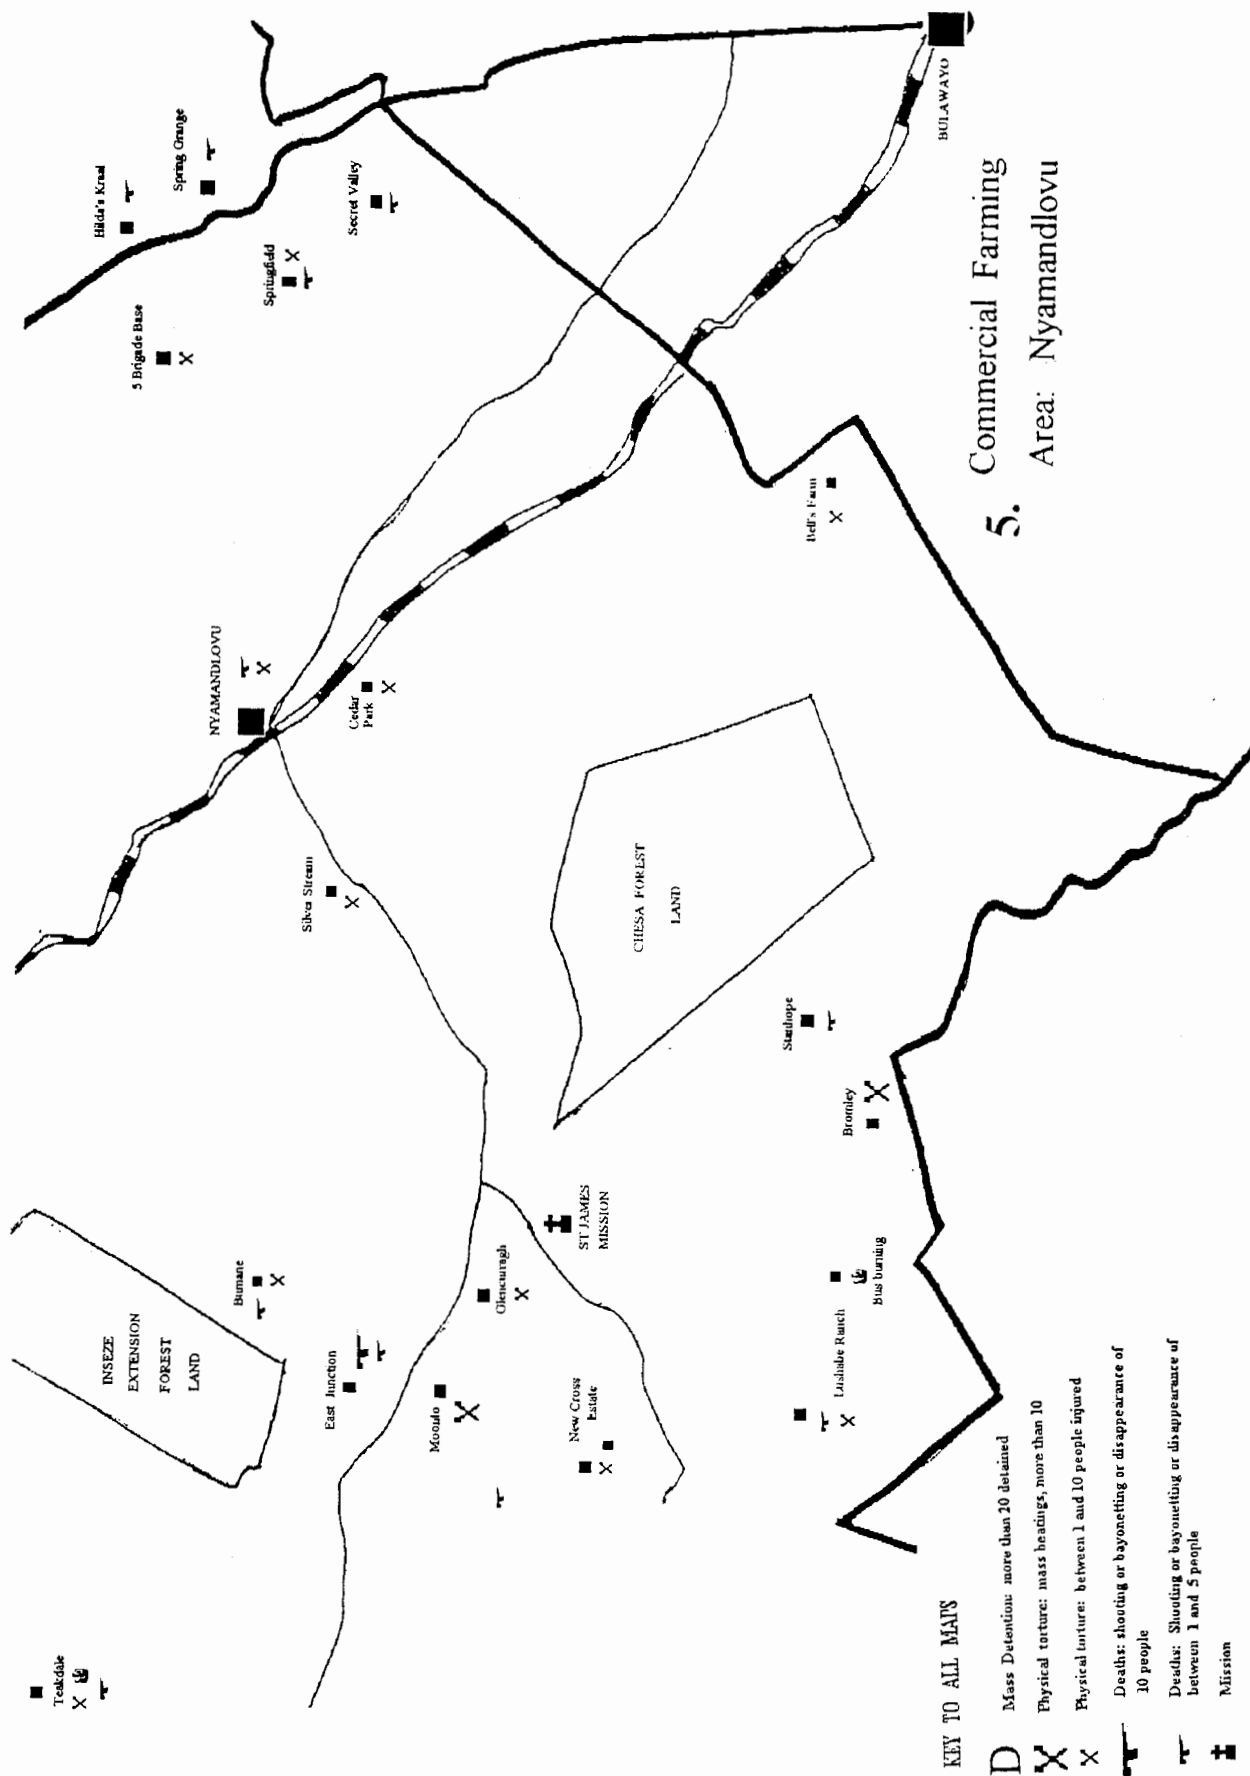 Teakdale
INSEZE
EXTENSION
FOREST
LAND
5 Brigade Base
Hilda's Kraal
Spring Grange
NYAMANDLOVU
Springfield
East Junction
Silver Stream
Cedar
Park
Secret Valley
Glencurragh
New Cross
Estate
ST JAMES
MISSION
CHESA FOREST
LAND
Stanhope
Bell's Farm
Lushabe Ranch
Bromley
Bus burning
BULAWAYO
5. Commercial Farming
Area: Nyamandlovu
KEY TO ALL MAPS
D Mass Detention: more than 20 detained
Physical torture: mass beatings, more than 10
Physical torture: between 1 and 10 people injured
Deaths: shooting or bayonetting or disappearance of
10 people
Deaths: Shooting or bayonetting or disappearance of
between 1 and 5 people
Mission